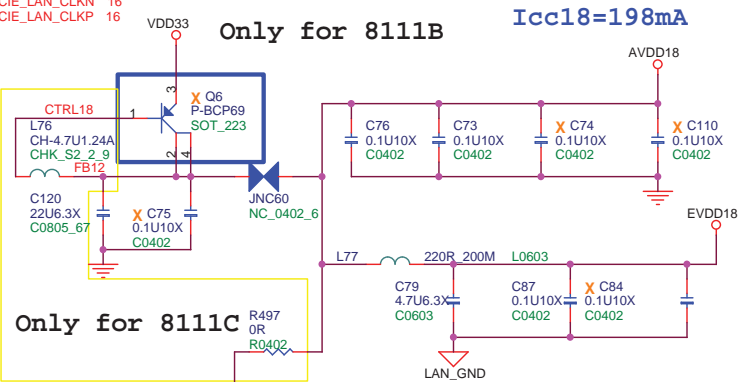 CIE_LAN_CLKN 16
CIE_LAN_CLKP 16
VDD33
Only for 8111B
Icc18=198mA
AVDD18
3
X Q6
P-BCP69
SOT_223
CTRL18
1
2
4
L76
CH-4.7U1.24A
CHK_S2_2_9
FB12
C76
0.1U10X
C0402
C73
0.1U10X
C0402
X C74
0.1U10X
C0402
X C110
0.1U10X
C0402
C120
22U6.3X
C0805_67
X C75
0.1U10X
C0402
JNC60
NC_0402_6
EVDD18
L77
220R_200M
L0603
C79
4.7U6.3X
C0603
C87
0.1U10X
C0402
X C84
0.1U10X
C0402
Only for 8111C
R497
0R
R0402
LAN_GND